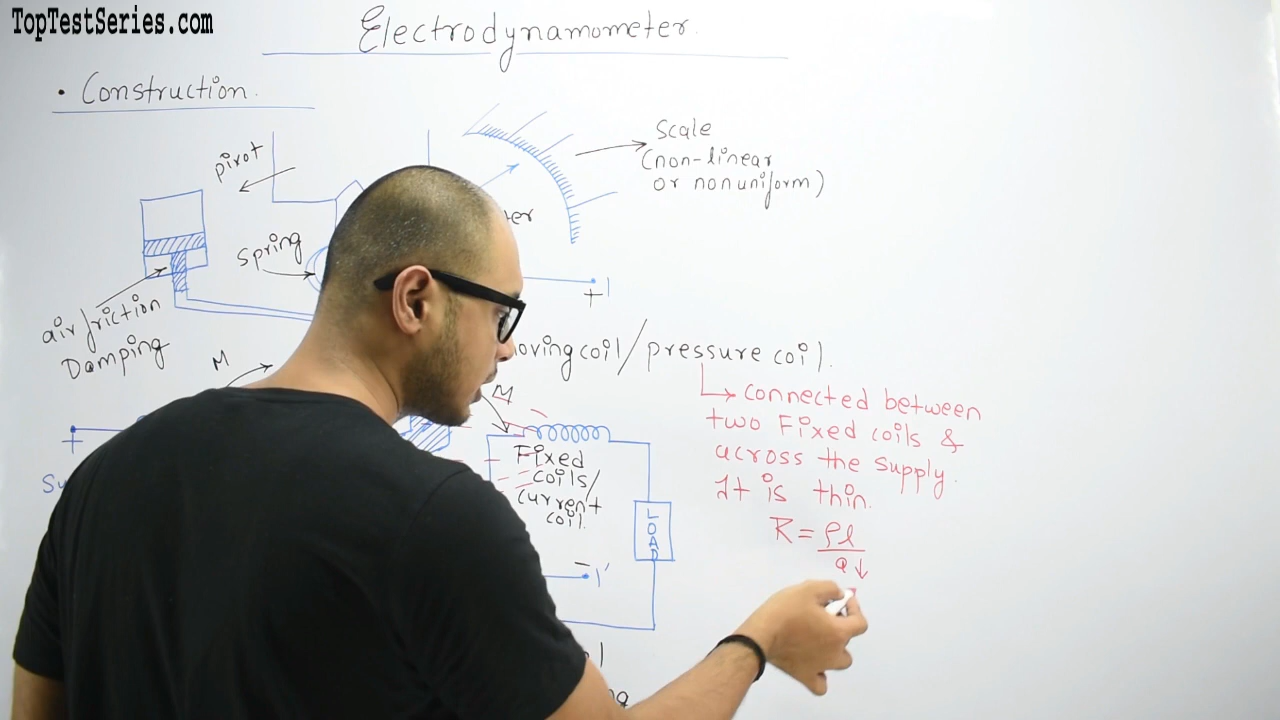 TopTestSeries.com
Electrodynamometer
• Construction.
Scale
(non-linear
or nonuniform)
pivot
Spring
+
air friction
Damping
M
moving coil/pressure coil.
connected between
two Fixed coils &
across the supply.
It is thin.
R = ρl
a↓
M
+
Fixed
coils/
current
coil.
LOAD
−
1'